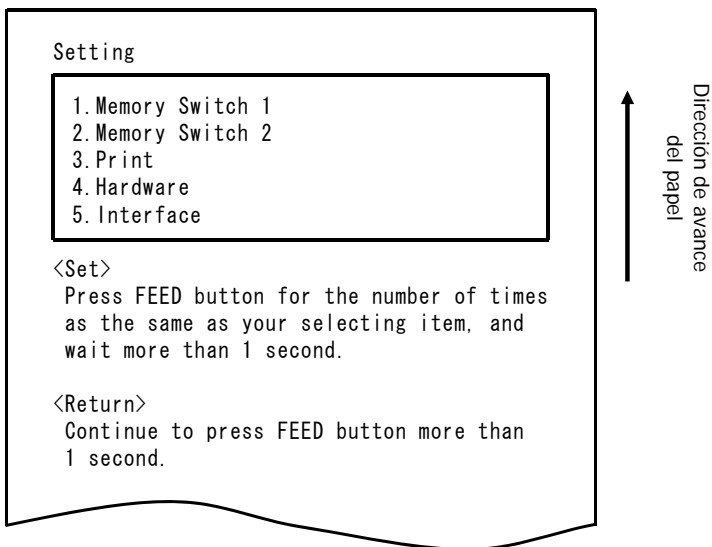 Setting
1.Memory Switch 1
2.Memory Switch 2
3.Print
4.Hardware
5.Interface
<Set>
Press FEED button for the number of times
as the same as your selecting item, and
wait more than 1 second.
<Return>
Continue to press FEED button more than
1 second.
Dirección de avance
del papel